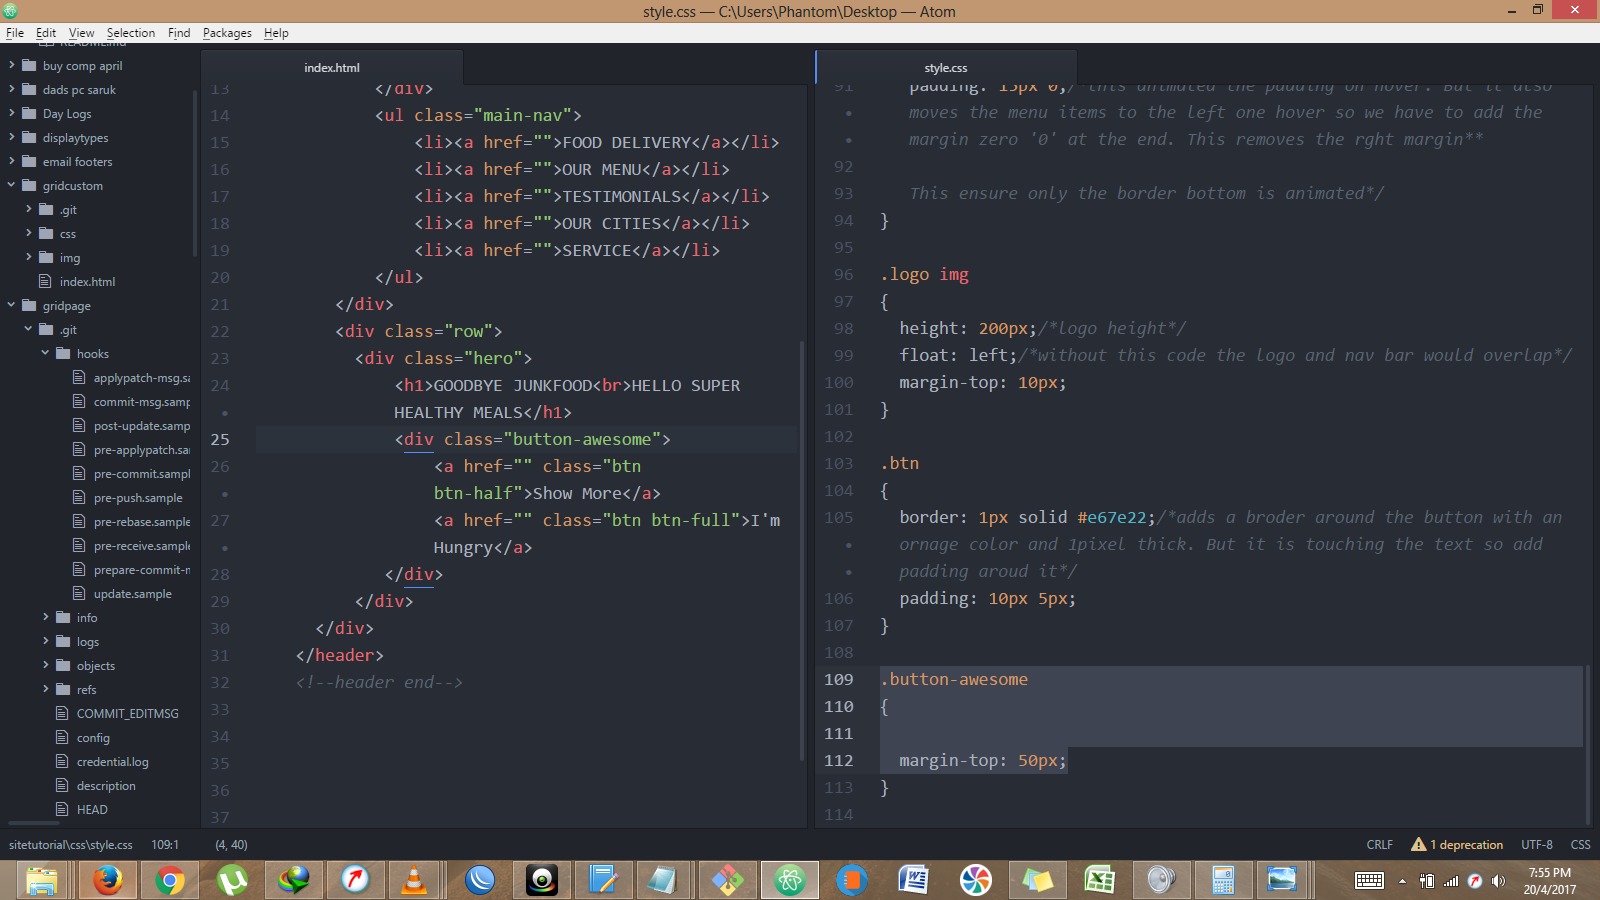 style.css — C:\Users\Phantom\Desktop — Atom
File Edit View Selection Find Packages Help
README.md
buy comp april
dads pc saruk
Day Logs
displaytypes
email footers
gridcustom
.git
css
img
index.html
gridpage
.git
hooks
applypatch-msg.sa
commit-msg.samp
post-update.samp
pre-applypatch.sa
pre-commit.sampl
pre-push.sample
pre-rebase.sample
pre-receive.sample
prepare-commit-n
update.sample
info
logs
objects
refs
COMMIT_EDITMSG
config
credential.log
description
HEAD
index.html
13 </div>
14 <ul class="main-nav">
15 <li><a href="">FOOD DELIVERY</a></li>
16 <li><a href="">OUR MENU</a></li>
17 <li><a href="">TESTIMONIALS</a></li>
18 <li><a href="">OUR CITIES</a></li>
19 <li><a href="">SERVICE</a></li>
20 </ul>
21 </div>
22 <div class="row">
23 <div class="hero">
24 <h1>GOODBYE JUNKFOOD<br>HELLO SUPER
• HEALTHY MEALS</h1>
25 <div class="button-awesome">
26 <a href="" class="btn
• btn-half">Show More</a>
27 <a href="" class="btn btn-full">I'm
• Hungry</a>
28 </div>
29 </div>
30 </div>
31 </header>
32 <!--header end-->
33
34
35
36
37
style.css
91 padding: 15px 0;/*this animated the padding on hover. But it also
• moves the menu items to the left one hover so we have to add the
• margin zero '0' at the end. This removes the rght margin**
92
93 This ensure only the border bottom is animated*/
94 }
95
96 .logo img
97 {
98 height: 200px;/*logo height*/
99 float: left;/*without this code the logo and nav bar would overlap*/
100 margin-top: 10px;
101 }
102
103 .btn
104 {
105 border: 1px solid #e67e22;/*adds a broder around the button with an
• ornage color and 1pixel thick. But it is touching the text so add
• padding aroud it*/
106 padding: 10px 5px;
107 }
108
109 .button-awesome
110 {
111
112 margin-top: 50px;
113 }
114
sitetutorial\css\style.css 109:1 (4, 40) CRLF 1 deprecation UTF-8 CSS
7:55 PM
20/4/2017